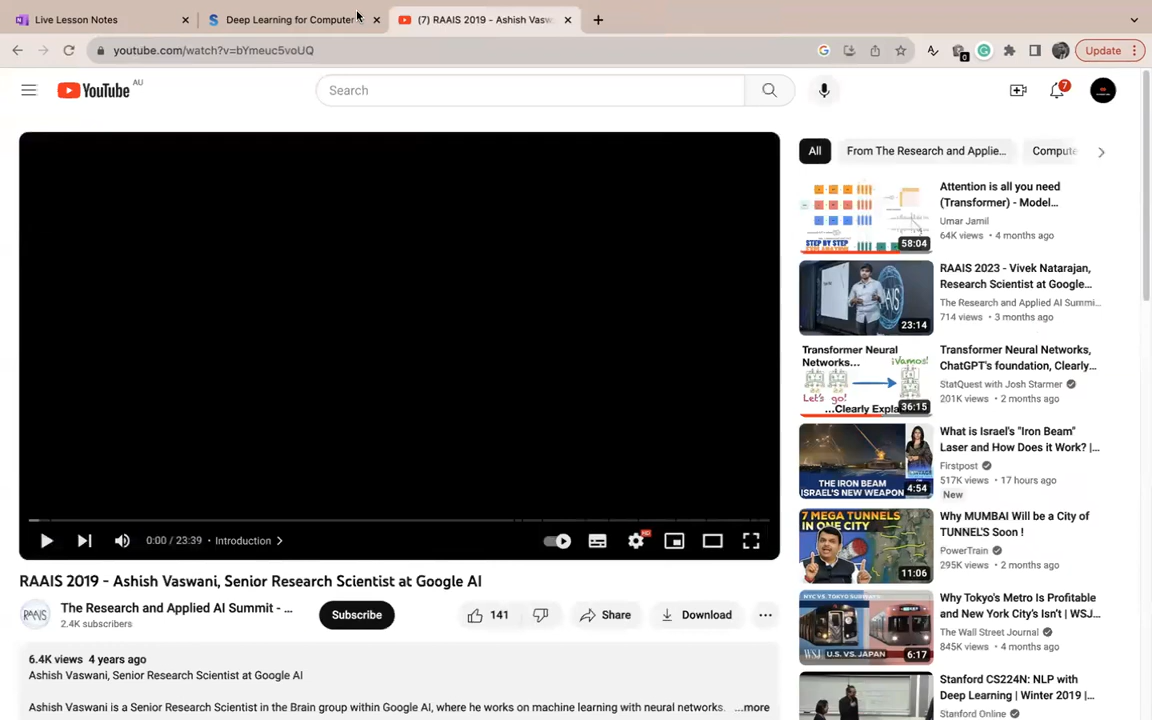 Live Lesson Notes
Deep Learning for Computer
(7) RAAIS 2019 - Ashish Vasw
youtube.com/watch?v=bYmeuc5voUQ
Update
YouTube AU
Search
7
All
From The Research and Applie...
Compute
RAAIS 2019 - Ashish Vaswani, Senior Research Scientist at Google AI
0:00 / 23:39 • Introduction
HD
The Research and Applied AI Summit - ...
2.4K subscribers
Subscribe
141
Share
Download
6.4K views 4 years ago
Ashish Vaswani, Senior Research Scientist at Google AI
Ashish Vaswani is a Senior Research Scientist in the Brain group within Google AI, where he works on machine learning with neural networks. ...more
STEP BY STEP
EXPLANATION
58:04
Attention is all you need
(Transformer) - Model...
Umar Jamil
64K views • 4 months ago
RAAIS
23:14
RAAIS 2023 - Vivek Natarajan,
Research Scientist at Google...
The Research and Applied AI Summi...
714 views • 3 months ago
Transformer Neural
Networks...
¡Vamos!
Let's go!
...Clearly Expla
36:15
Transformer Neural Networks,
ChatGPT's foundation, Clearly...
StatQuest with Josh Starmer
201K views • 2 months ago
THE IRON BEAM
ISRAEL'S NEW WEAPON
4:54
What is Israel's "Iron Beam"
Laser and How Does it Work? |...
Firstpost
517K views • 17 hours ago
New
7 MEGA TUNNELS
IN ONE CITY
11:06
Why MUMBAI Will be a City of
TUNNEL'S Soon !
PowerTrain
295K views • 2 months ago
NYC VS. TOKYO SUBWAYS
WSJ
U.S. VS. JAPAN
6:17
Why Tokyo's Metro Is Profitable
and New York City's Isn't | WSJ...
The Wall Street Journal
845K views • 4 months ago
Stanford CS224N: NLP with
Deep Learning | Winter 2019 |...
Stanford Online